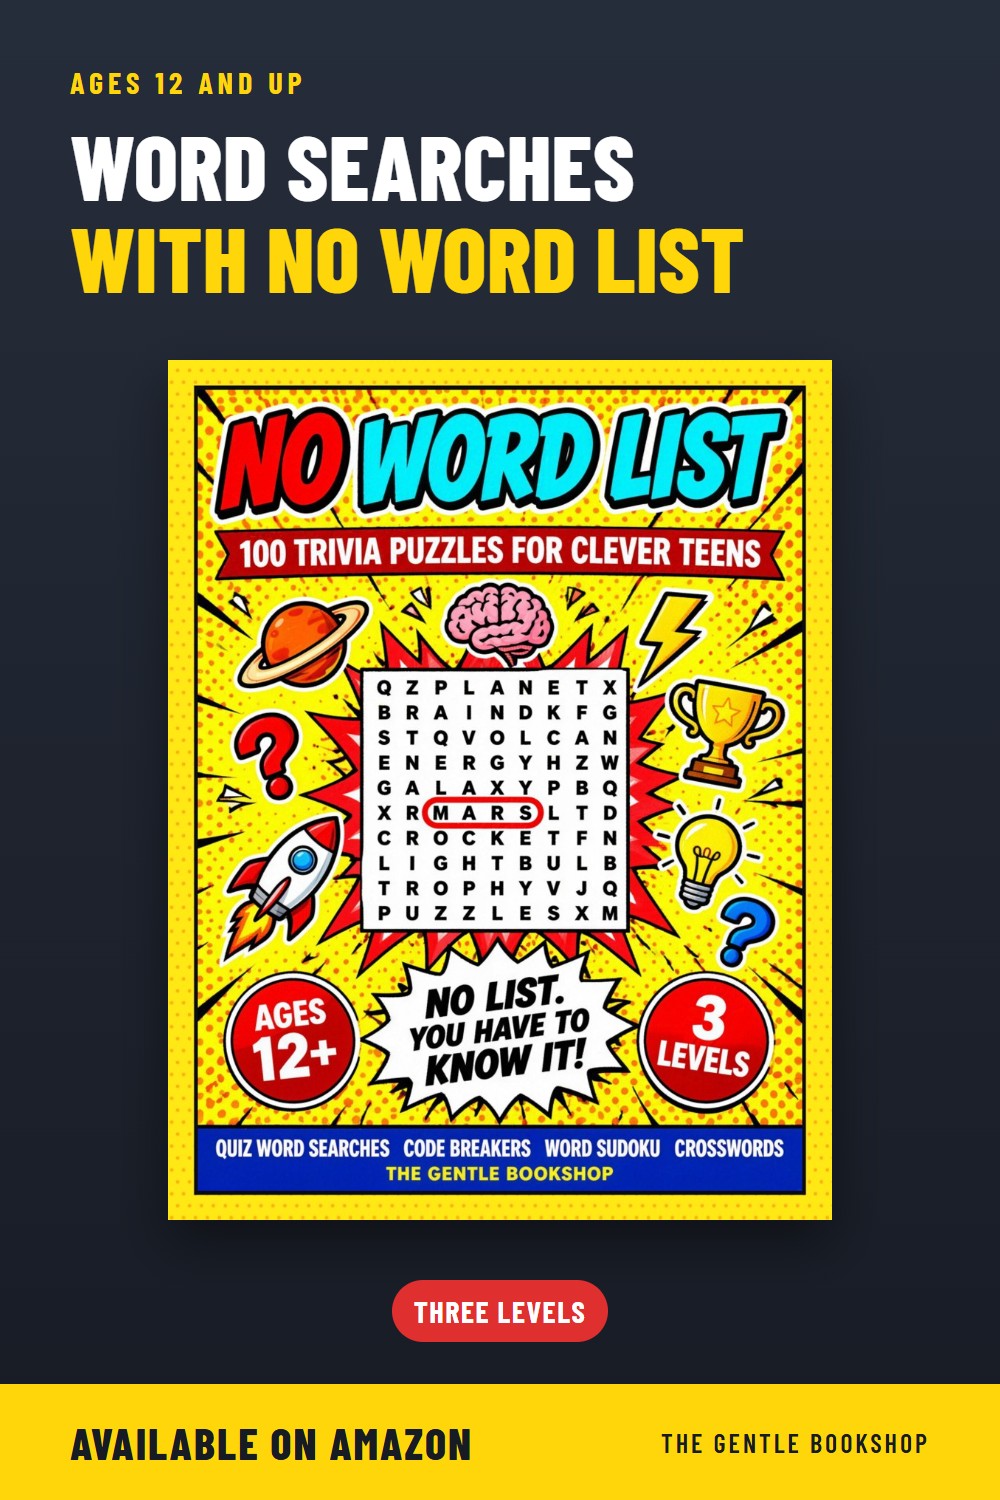 AGES 12 AND UP
WORD SEARCHES
WITH NO WORD LIST
NO WORD LIST
100 TRIVIA PUZZLES FOR CLEVER TEENS
Q Z P L A N E T X
B R A I N D K F G
S T Q V O L C A N
E N E R G Y H Z W
G A L A X Y P B Q
X R M A R S L T D
C R O C K E T F N
L I G H T B U L B
T R O P H Y V J Q
P U Z Z L E S X M
NO LIST.
YOU HAVE TO
KNOW IT!
AGES
12+
3
LEVELS
QUIZ WORD SEARCHES CODE BREAKERS WORD SUDOKU CROSSWORDS
THE GENTLE BOOKSHOP
THREE LEVELS
AVAILABLE ON AMAZON
THE GENTLE BOOKSHOP